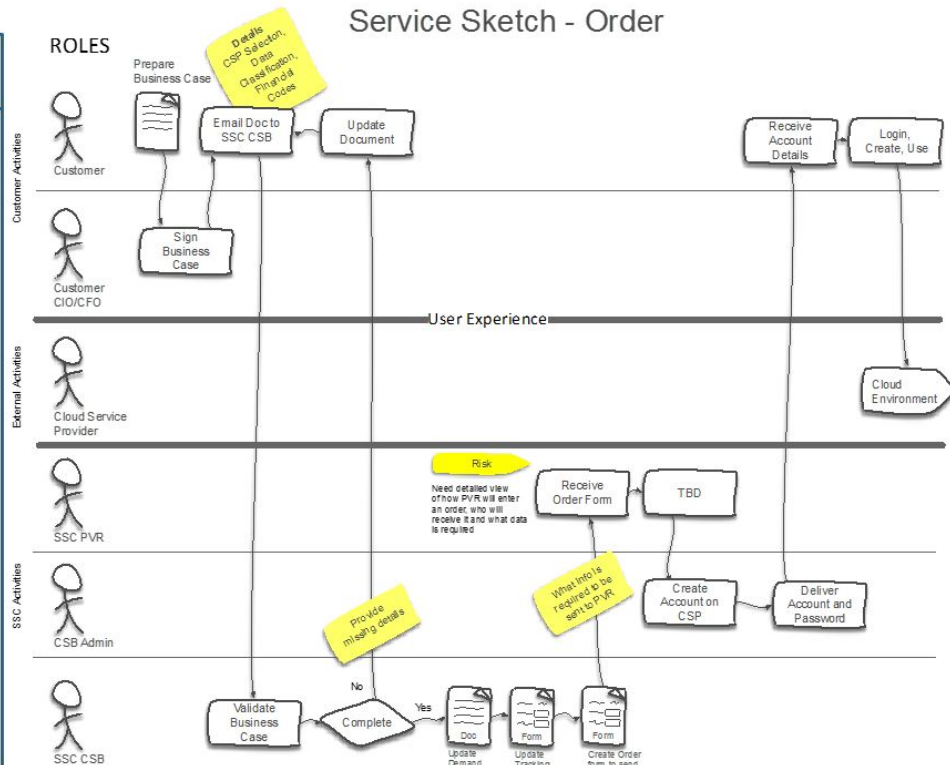 Service Sketch - Order
ROLES
Customer Activities
Prepare
Business Case
Details
CSP Selection,
Data
Classification,
Financial
Codes
Email Doc to
SSC CSB
Update
Document
Receive
Account
Details
Login,
Create, Use
Customer
Sign
Business
Case
Customer
CIO/CFO
User Experience
External Activities
Cloud Service
Provider
Cloud
Environment
SSC Activities
Risk
Need detailed view
of how PVR will enter
an order, who will
receive it and what data
is required
Receive
Order Form
TBD
SSC PVR
Provide
missing details
What Info is
required to be
sent to PVR
Create
Account on
CSP
Deliver
Account and
Password
CSB Admin
Validate
Business
Case
No
Complete
Yes
Doc
Form
Form
SSC CSB
Update
Demand
Update
Tracking
Create Order
form to send